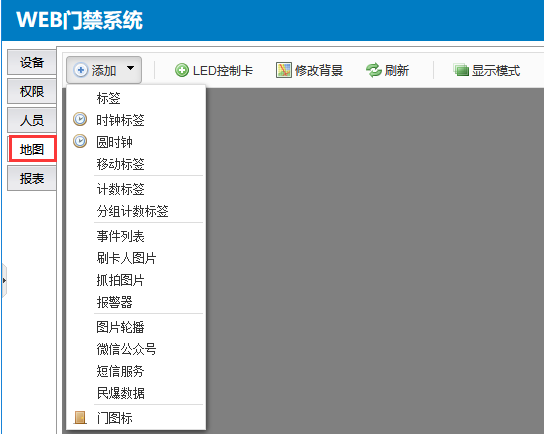 WEB门禁系统
设备
权限
人员
地图
报表
添加 LED控制卡 修改背景 刷新 显示模式
标签
时钟标签
圆时钟
移动标签
计数标签
分组计数标签
事件列表
刷卡人图片
抓拍图片
报警器
图片轮播
微信公众号
短信服务
民爆数据
门图标